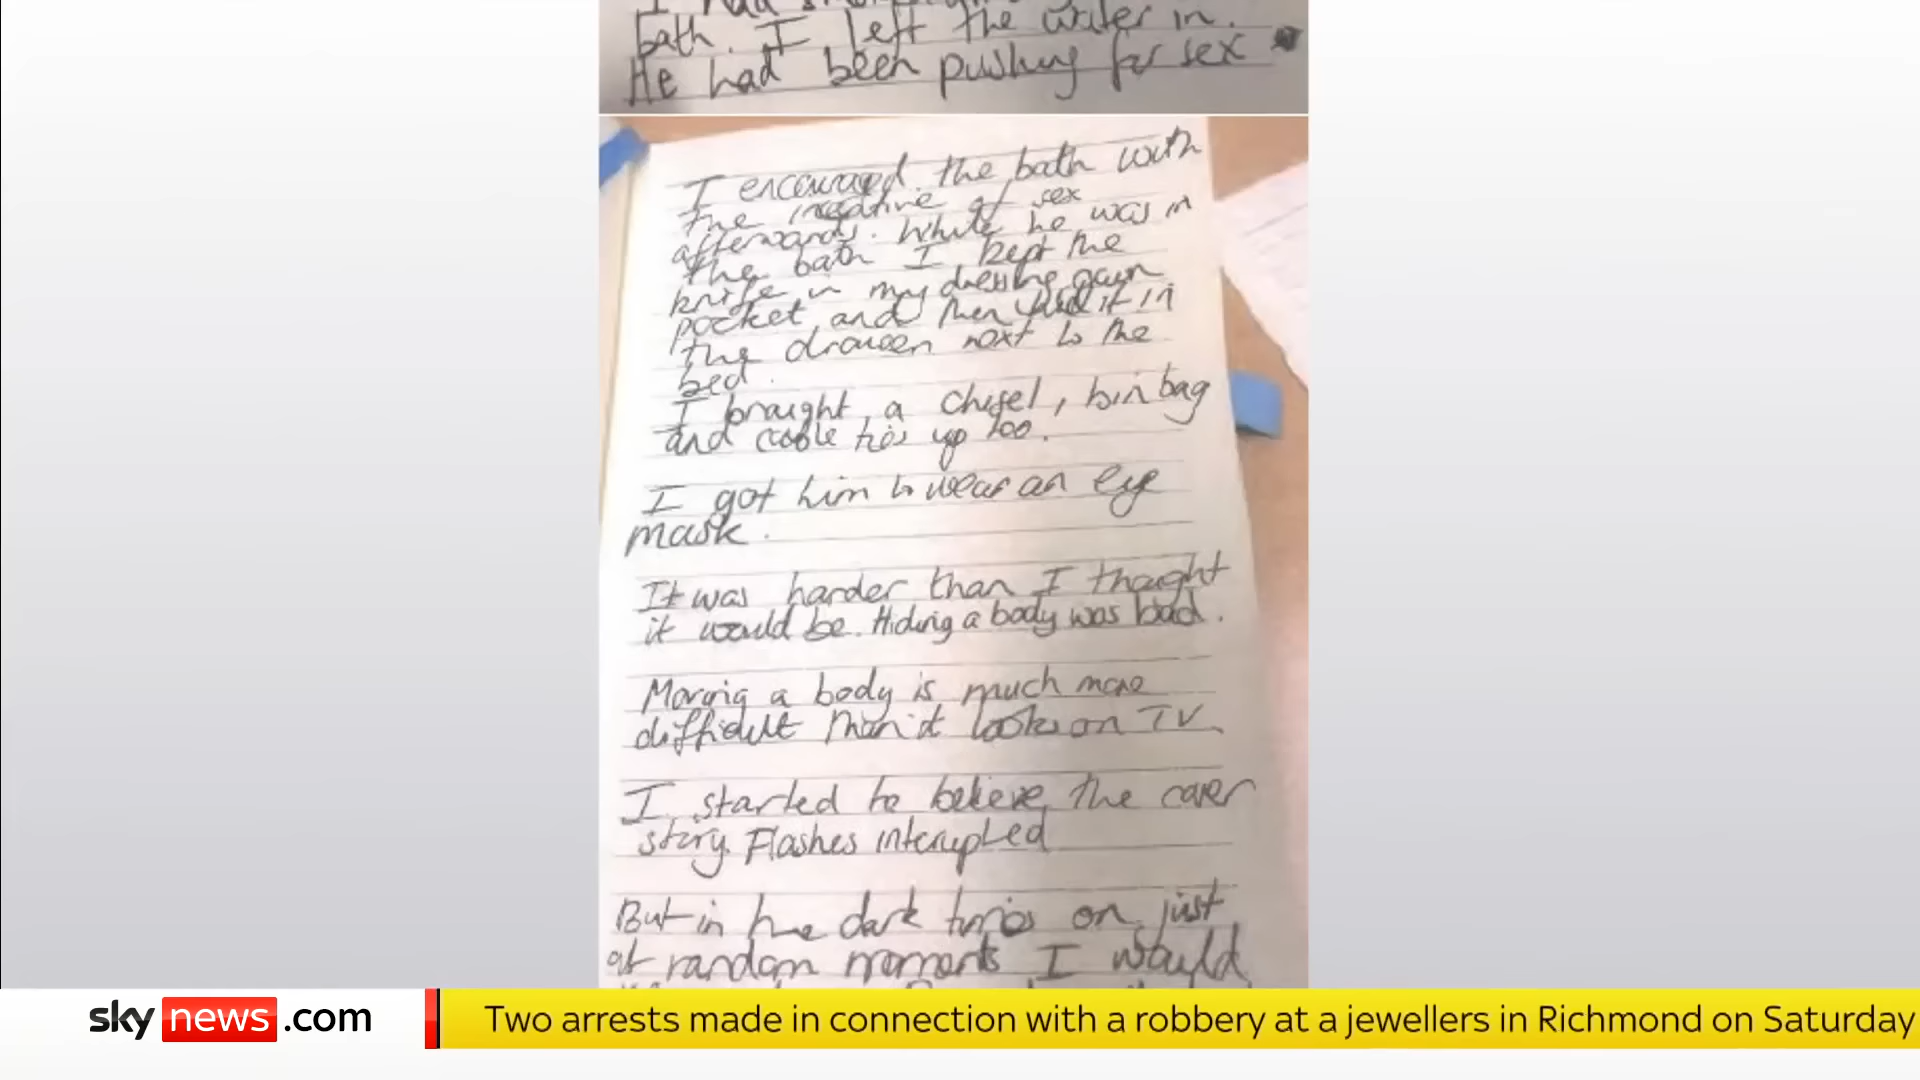 bath. I left the water in.
He had been pushing for sex
I encouraged the bath with
the incentive of sex
afterwards. While he was in
the bath I kept the
knife in my dressing gown
pocket and then hid it in
the drawer next to the
bed.
I brought a chisel, bin bag
and cable ties up too.
I got him to wear an eye
mask.
It was harder than I thought
it would be. Hiding a body was bad.
Moving a body is much more
difficult than it looks on TV.
I started to believe the cover
story. Flashes interrupted
But in the dark times on just
at random moments I would
sky news .com
Two arrests made in connection with a robbery at a jewellers in Richmond on Saturday